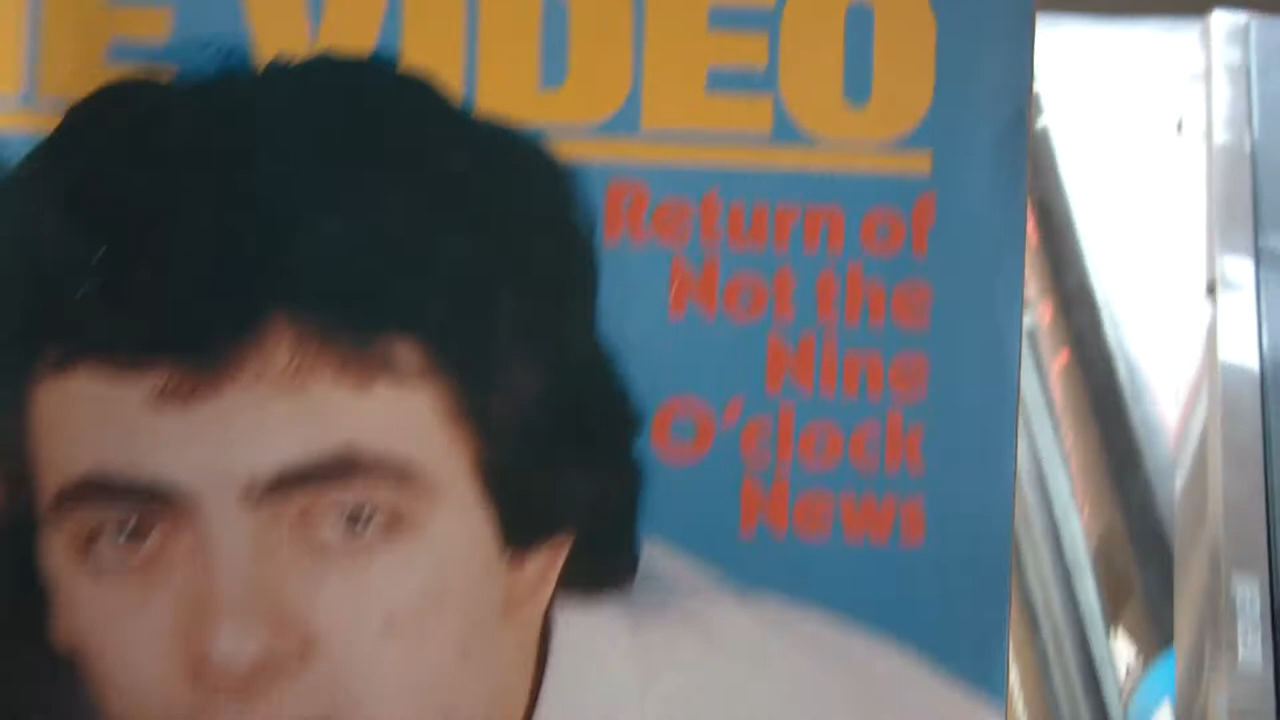 VIDEO
Return of
Not the
Nine
O'clock
News